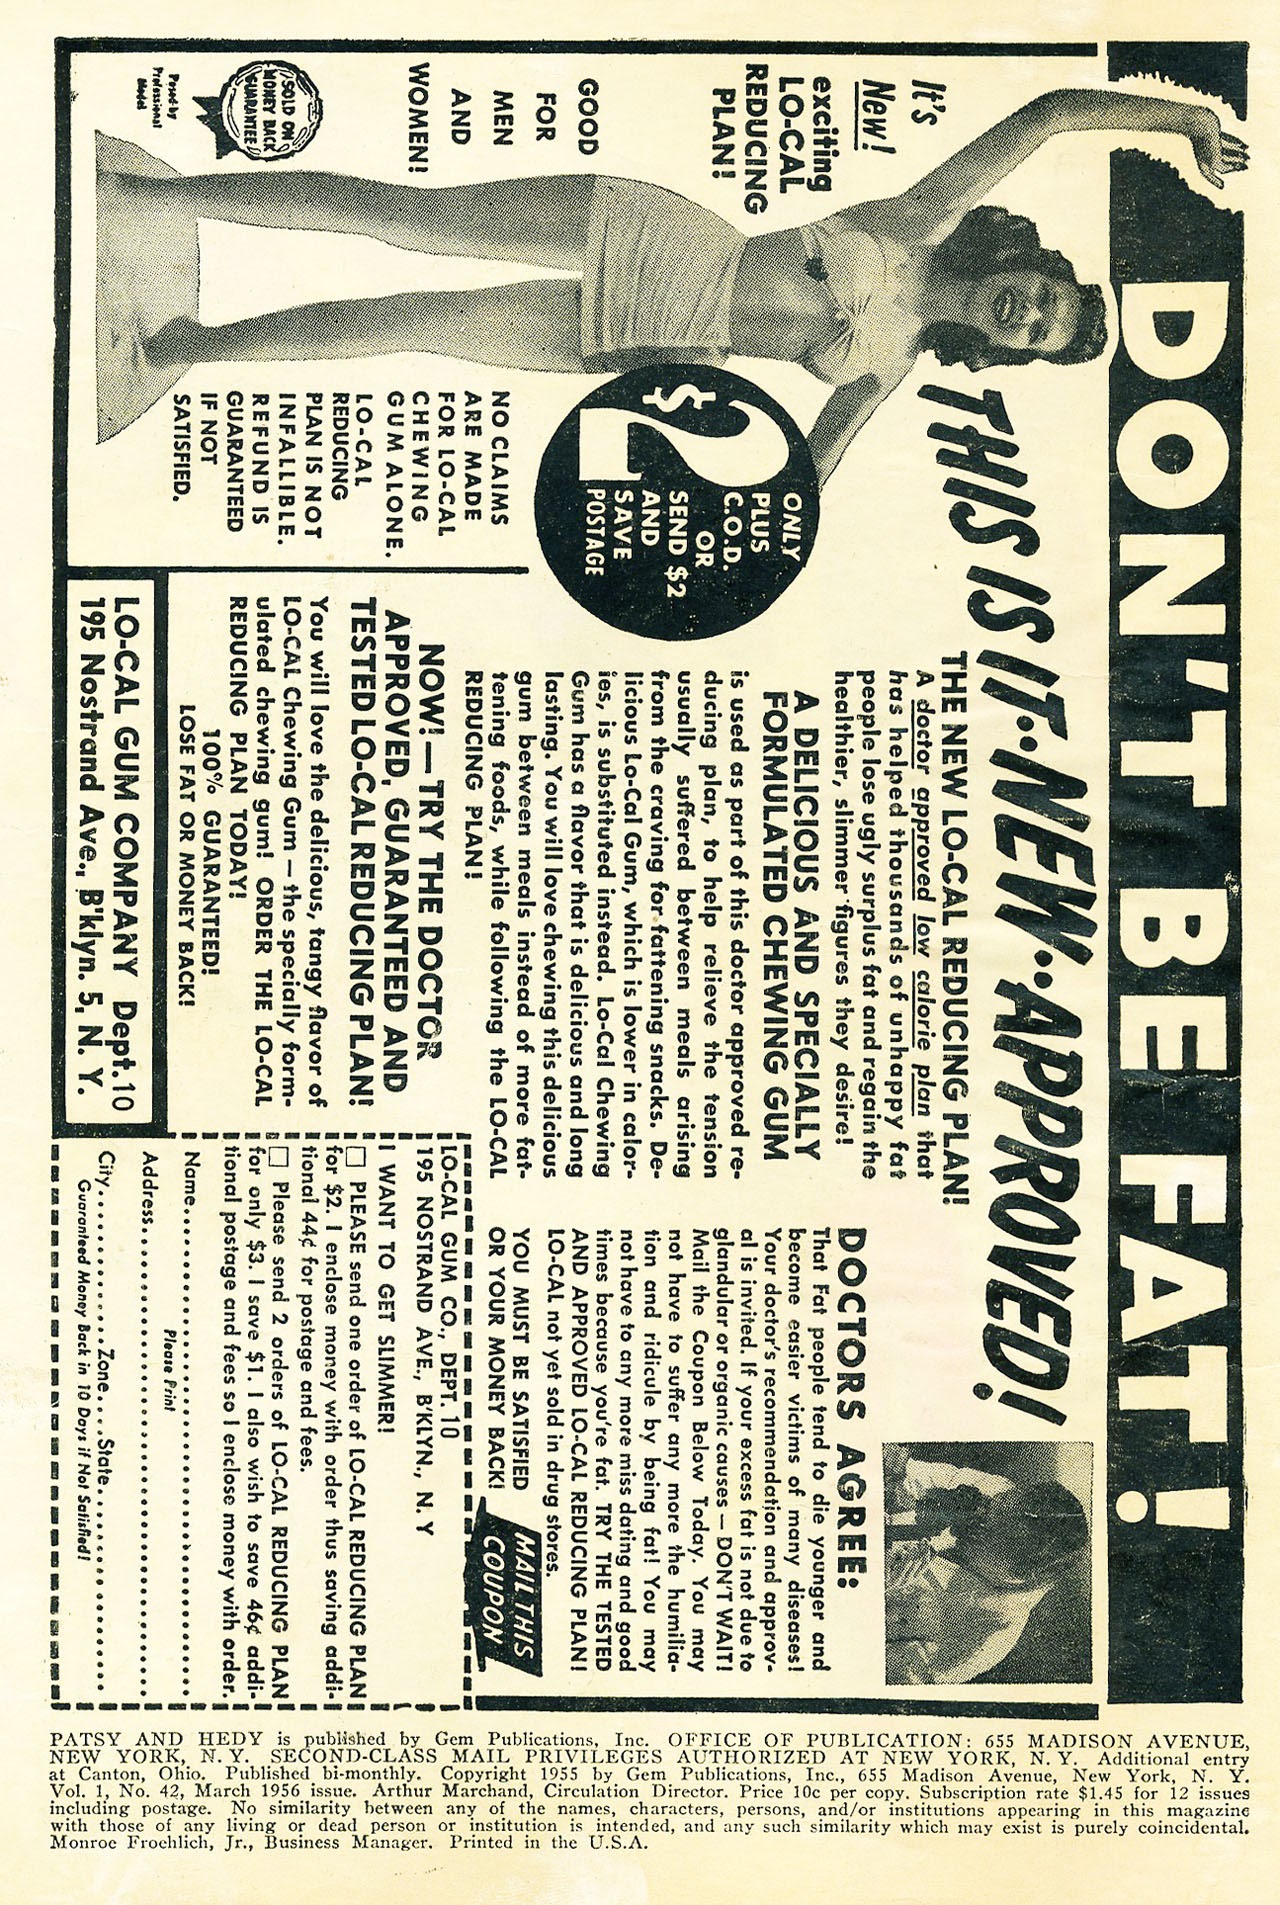 DON'T BE FAT!
It's
New!
exciting
LO-CAL
REDUCING
PLAN!
THIS IS IT..NEW..APPROVED!
GOOD
FOR
MEN
AND
WOMEN!
SOLD ON
MONEY BACK
GUARANTEE
Posed by
Professional
Model
ONLY
$2
PLUS
C.O.D.
OR
SEND $2
AND
SAVE
POSTAGE
NO CLAIMS
ARE MADE
FOR LO-CAL
CHEWING
GUM ALONE.
LO-CAL
REDUCING
PLAN IS NOT
INFALLIBLE.
REFUND IS
GUARANTEED
IF NOT
SATISFIED.
THE NEW LO-CAL REDUCING PLAN!
A doctor approved low calorie plan that
has helped thousands of unhappy fat
people lose ugly surplus fat and regain the
healthier, slimmer figures they desire!
A DELICIOUS AND SPECIALLY
FORMULATED CHEWING GUM
is used as part of this doctor approved re-
ducing plan, to help relieve the tension
usually suffered between meals arising
from the craving for fattening snacks. De-
licious Lo-Cal Gum, which is lower in calor-
ies, is substituted instead. Lo-Cal Chewing
Gum has a flavor that is delicious and long
lasting. You will love chewing this delicious
gum between meals instead of more fat-
tening foods, while following the LO-CAL
REDUCING PLAN!
NOW!—TRY THE DOCTOR
APPROVED, GUARANTEED AND
TESTED LO-CAL REDUCING PLAN!
You will love the delicious, tangy flavor of
LO-CAL Chewing Gum — the specially form-
ulated chewing gum! ORDER THE LO-CAL
REDUCING PLAN TODAY!
100% GUARANTEED!
LOSE FAT OR MONEY BACK!
LO-CAL GUM COMPANY Dept.10
195 Nostrand Ave., B'klyn. 5, N. Y.
DOCTORS AGREE:
That Fat people tend to die younger and
become easier victims of many diseases!
Your doctor's recommendation and approv-
al is invited. If your excess fat is not due to
glandular or organic causes — DON'T WAIT!
Mail the Coupon Below Today. You may
not have to suffer any more the humilia-
tion and ridicule by being fat! You may
not have to any more miss dating and good
times because you're fat. TRY THE TESTED
AND APPROVED LO-CAL REDUCING PLAN!
LO-CAL not yet sold in drug stores.
YOU MUST BE SATISFIED
OR YOUR MONEY BACK!
MAIL THIS
COUPON
LO-CAL GUM CO., DEPT. 10
195 NOSTRAND AVE., B'KLYN., N. Y
I WANT TO GET SLIMMER!
PLEASE send one order of LO-CAL REDUCING PLAN
for $2. I enclose money with order thus saving addi-
tional 44¢ for postage and fees.
Please send 2 orders of LO-CAL REDUCING PLAN
for only $3. I save $1. I also wish to save 46¢ addi-
tional postage and fees so I enclose money with order.
Name
Please Print
Address
City Zone State
Guaranteed Money Back in 10 Days if Not Satisfied!
PATSY AND HEDY is published by Gem Publications, Inc. OFFICE OF PUBLICATION: 655 MADISON AVENUE,
NEW YORK, N. Y. SECOND-CLASS MAIL PRIVILEGES AUTHORIZED AT NEW YORK, N. Y. Additional entry
at Canton, Ohio. Published bi-monthly. Copyright 1955 by Gem Publications, Inc., 655 Madison Avenue, New York, N. Y.
Vol. 1, No. 42, March 1956 issue. Arthur Marchand, Circulation Director. Price 10c per copy. Subscription rate $1.45 for 12 issues
including postage. No similarity between any of the names, characters, persons, and/or institutions appearing in this magazine
with those of any living or dead person or institution is intended, and any such similarity which may exist is purely coincidental.
Monroe Froehlich, Jr., Business Manager. Printed in the U.S.A.